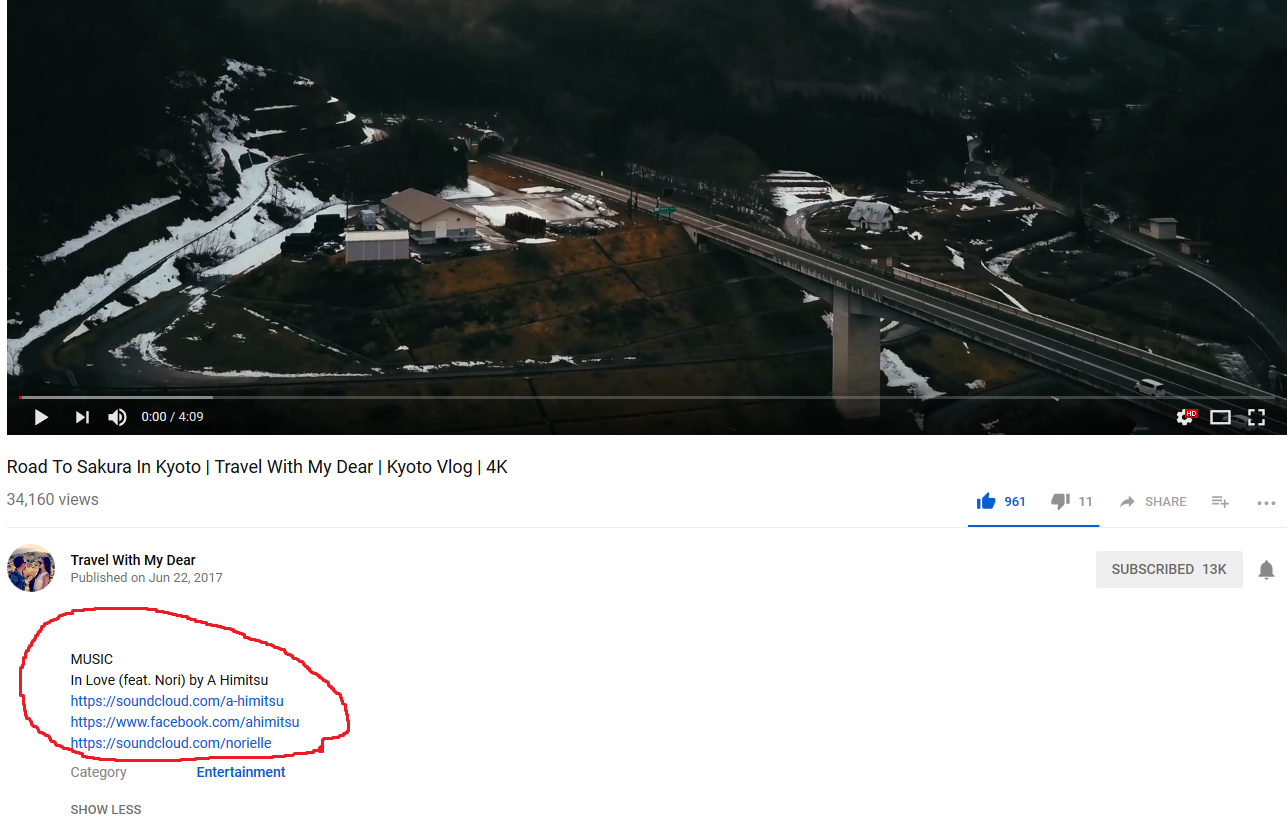 0:00 / 4:09
HD
Road To Sakura In Kyoto | Travel With My Dear | Kyoto Vlog | 4K
34,160 views
961
11
SHARE
Travel With My Dear
Published on Jun 22, 2017
SUBSCRIBED 13K
MUSIC
In Love (feat. Nori) by A Himitsu
https://soundcloud.com/a-himitsu
https://www.facebook.com/ahimitsu
https://soundcloud.com/norielle
Category Entertainment
SHOW LESS